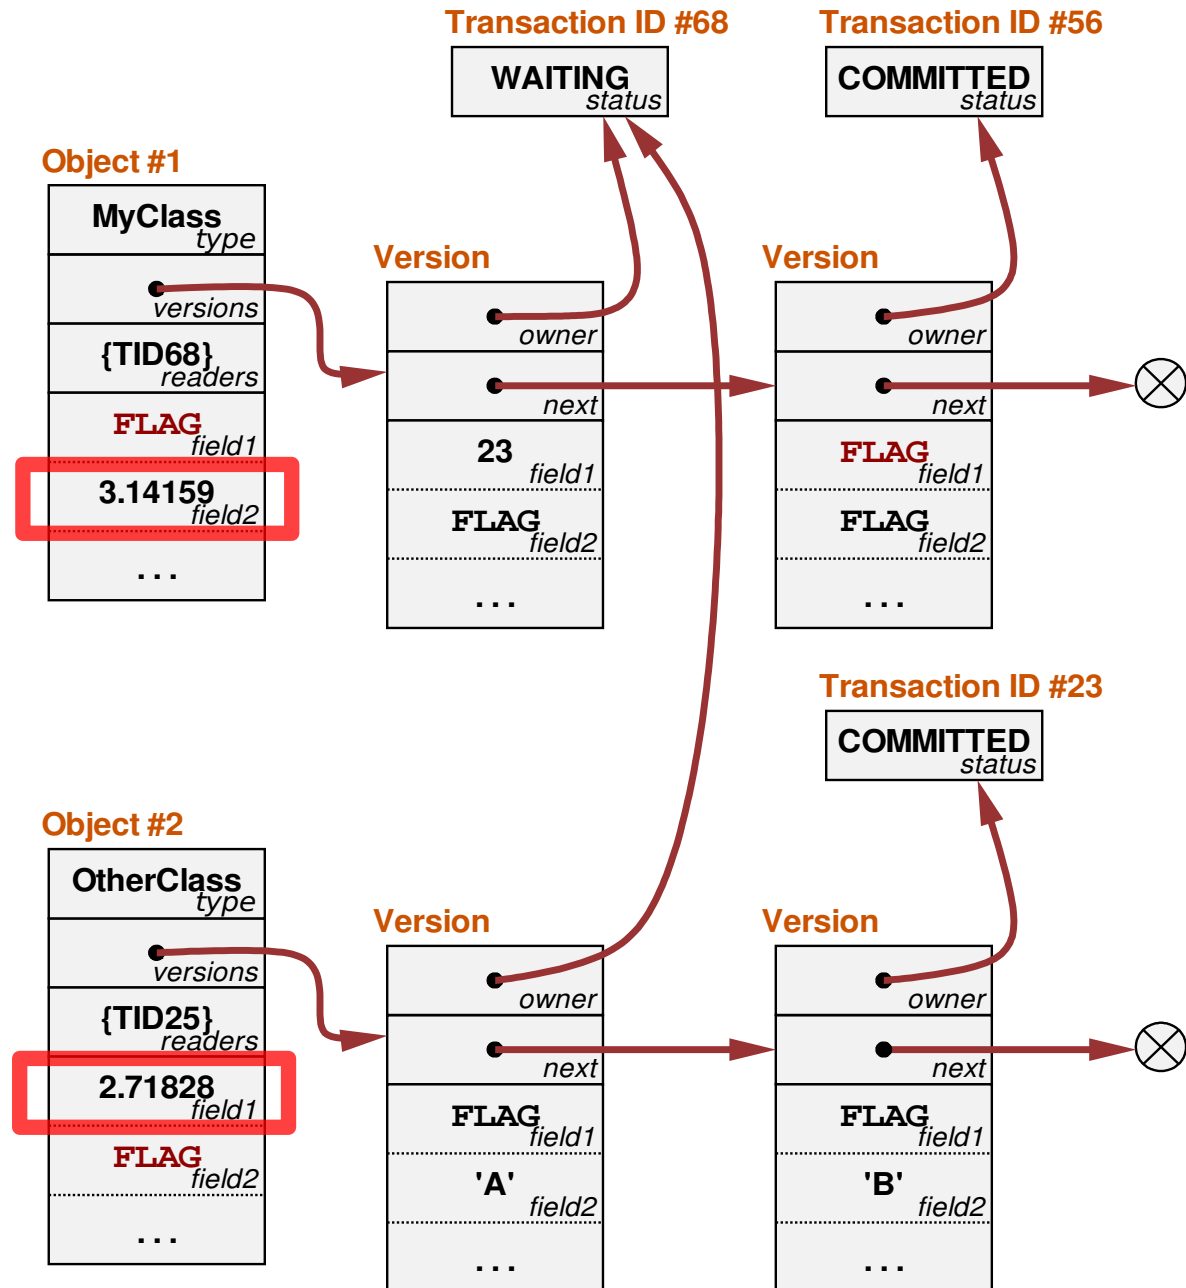 Transaction ID #68
WAITING
status
Transaction ID #56
COMMITTED
status
Object #1
MyClass
type
versions
{TID68}
readers
FLAG
field1
3.14159
field2
...
Version
owner
next
23
field1
FLAG
field2
...
Version
owner
next
FLAG
field1
FLAG
field2
...
Transaction ID #23
COMMITTED
status
Object #2
OtherClass
type
versions
{TID25}
readers
2.71828
field1
FLAG
field2
...
Version
owner
next
FLAG
field1
'A'
field2
...
Version
owner
next
FLAG
field1
'B'
field2
...